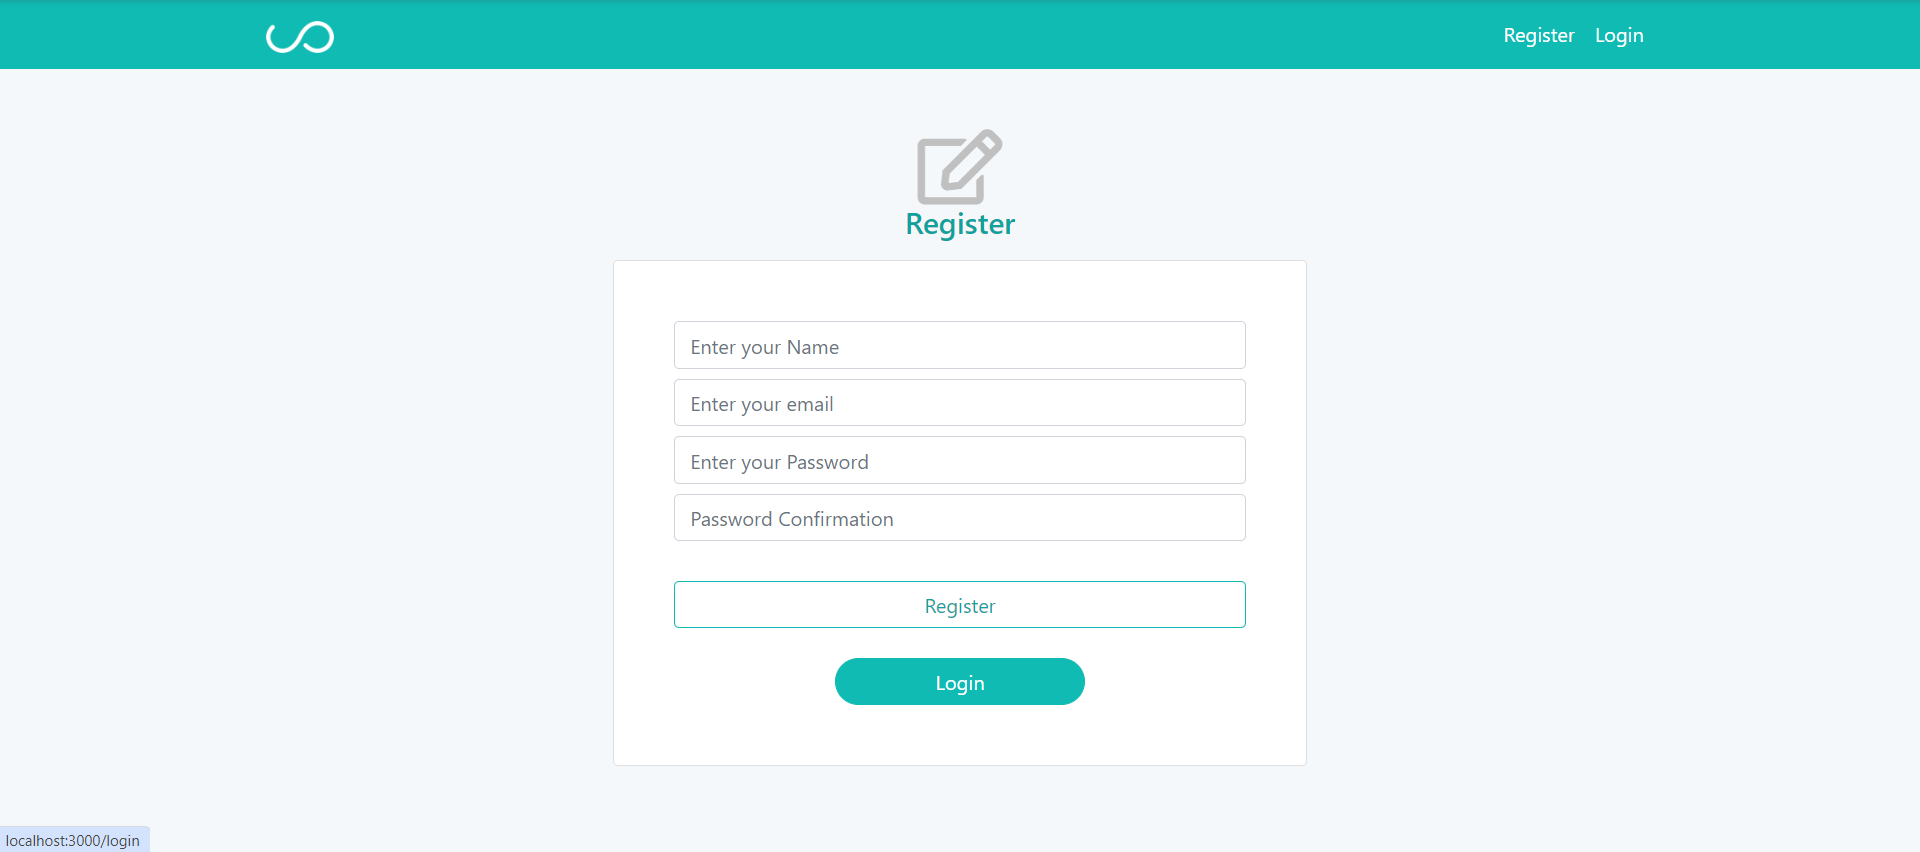 Register Login
Register
Enter your Name
Enter your email
Enter your Password
Password Confirmation
Register
Login
localhost:3000/login